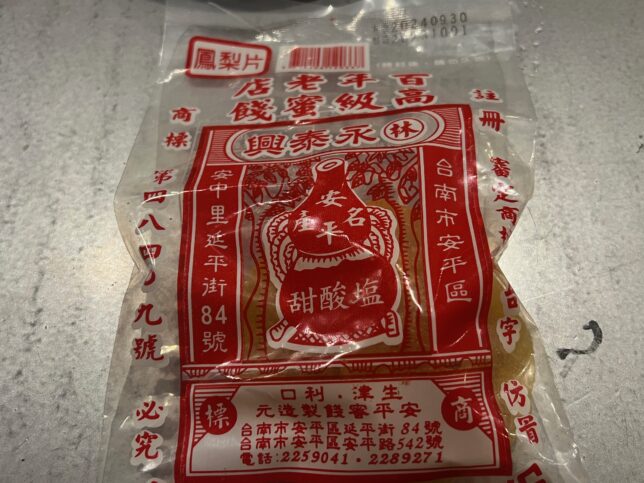 鳳梨片
20240930
百年老店
高級蜜餞
註冊
商標
審定商標
第四八四〇九號
台字
仿冒
必究
林永泰興
台南市安平區
安中里延平街84號
安平名產
塩酸甜
商標
生津.利口
安平蜜餞製造元
台南市安平區延平街84號
台南市安平區安平路542號
電話:2259041.2289271